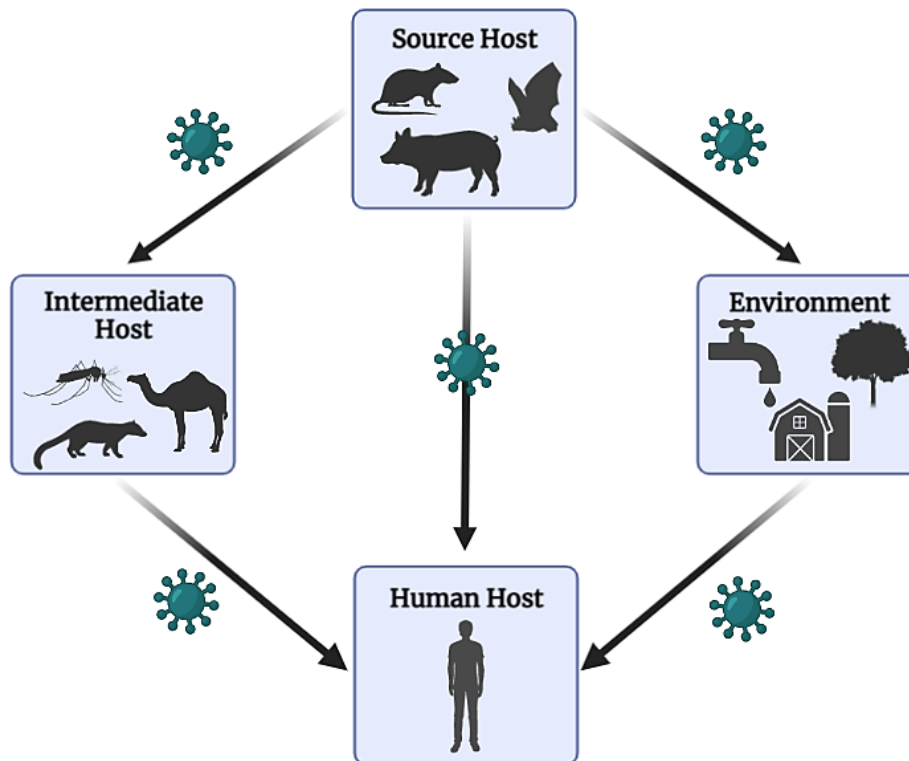 Source Host
Intermediate
Host
Environment
Human Host